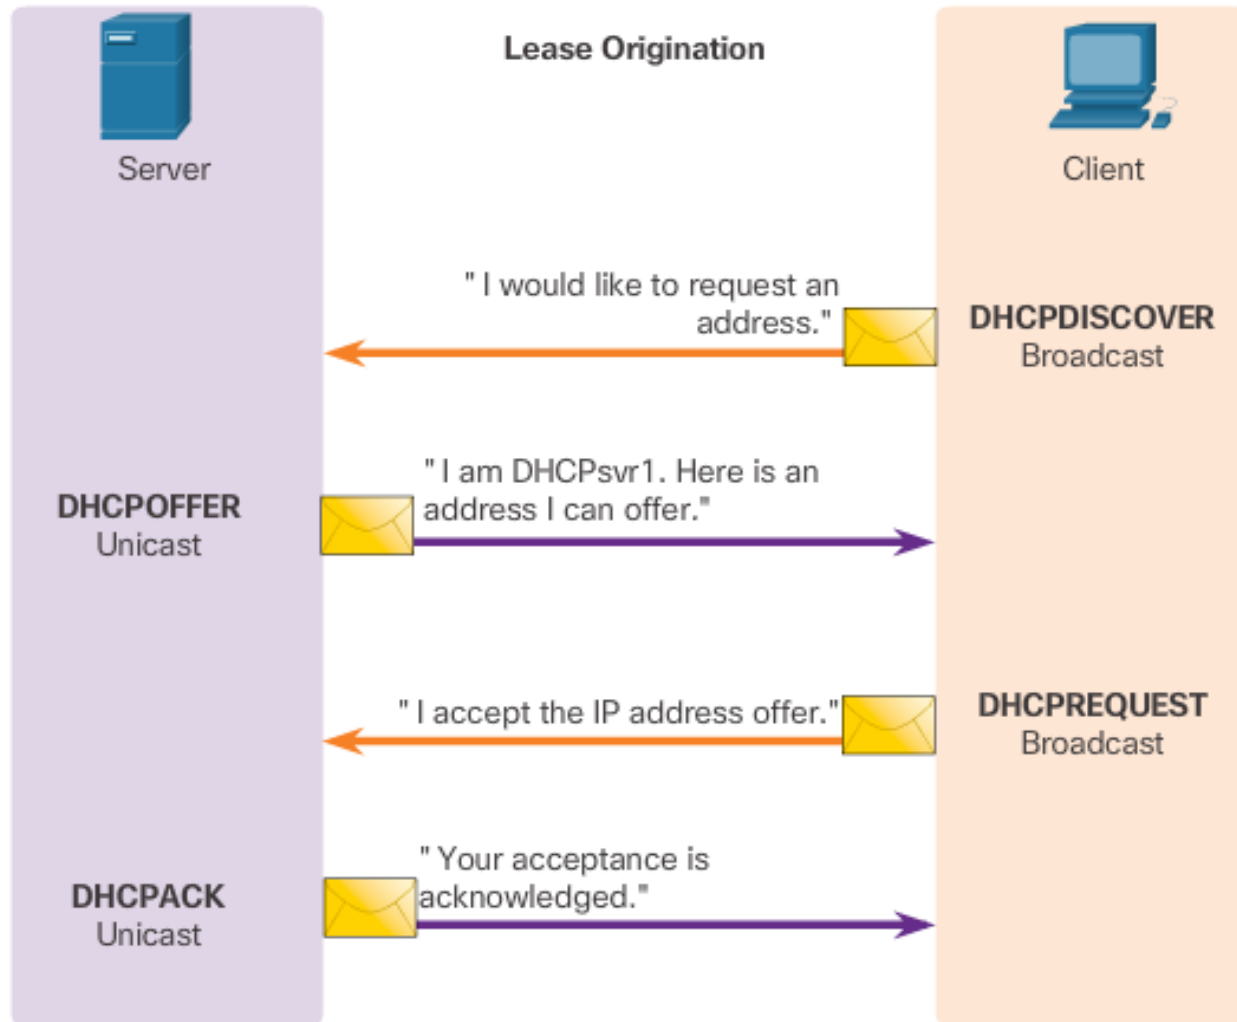 Lease Origination
Server
Client
" I would like to request an
address."
DHCPDISCOVER
Broadcast
" I am DHCPsvr1. Here is an
address I can offer."
DHCPOFFER
Unicast
" I accept the IP address offer."
DHCPREQUEST
Broadcast
" Your acceptance is
acknowledged."
DHCPACK
Unicast